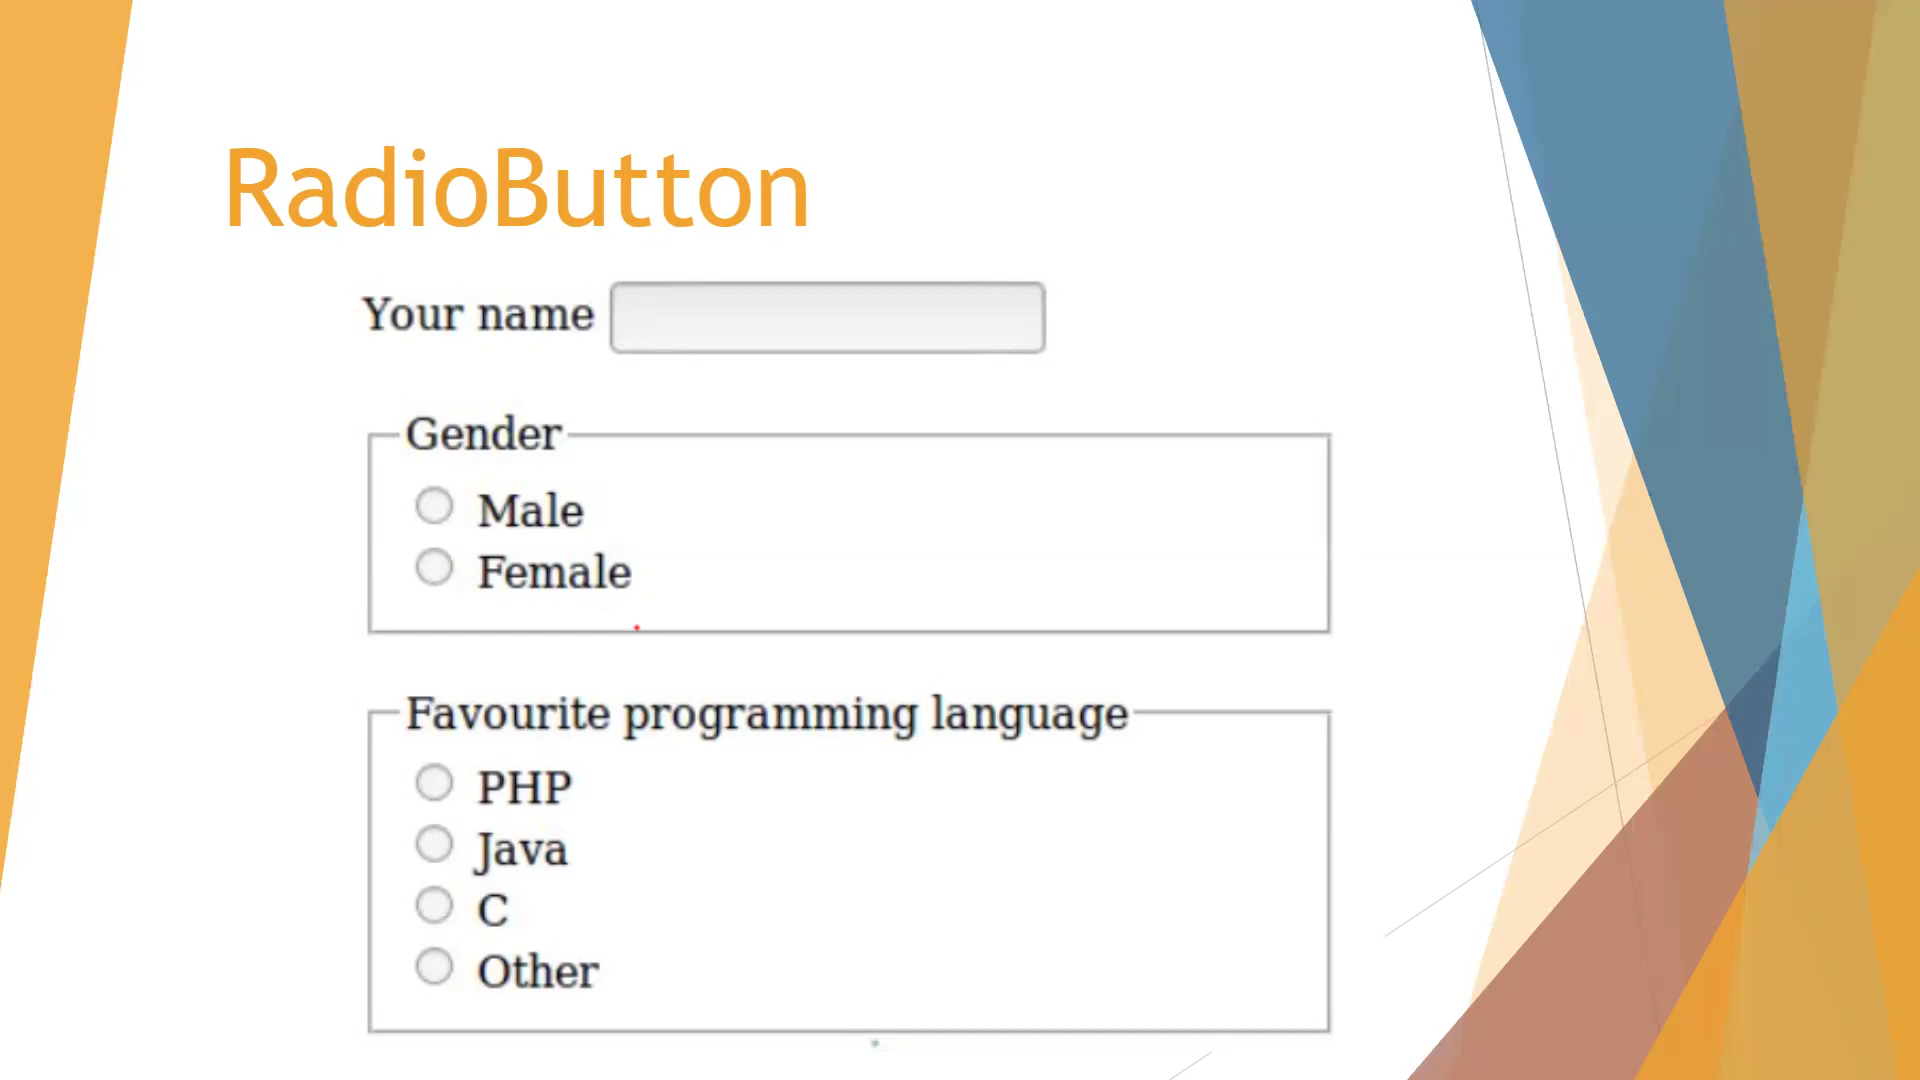 RadioButton
Your name
Gender
Male
Female
Favourite programming language
PHP
Java
C
Other